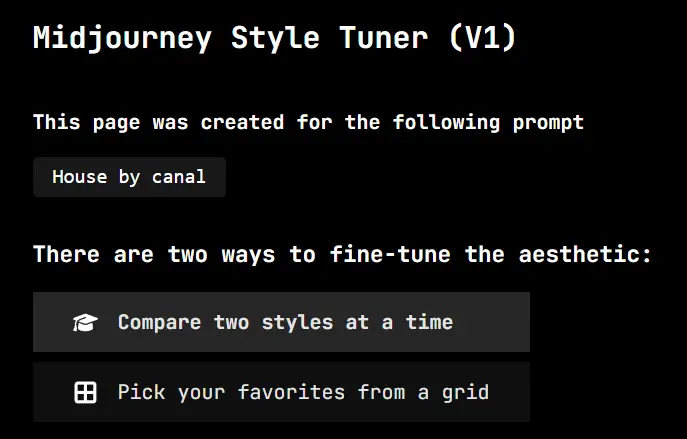 Midjourney Style Tuner (V1)
This page was created for the following prompt
House by canal
There are two ways to fine-tune the aesthetic:
Compare two styles at a time
Pick your favorites from a grid